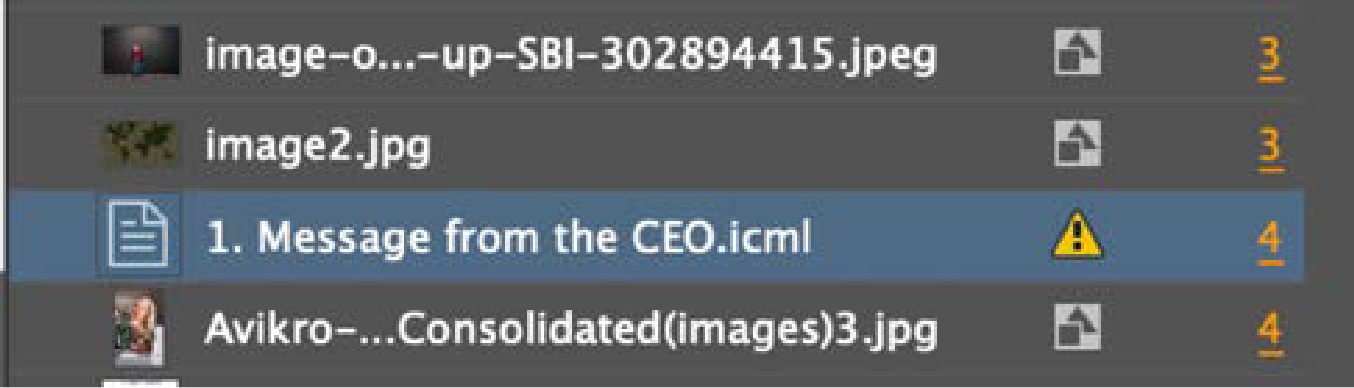 image-o...-up-SBI-302894415.jpeg 3
image2.jpg 3
1. Message from the CEO.icml 4
Avikro-...Consolidated(images)3.jpg 4